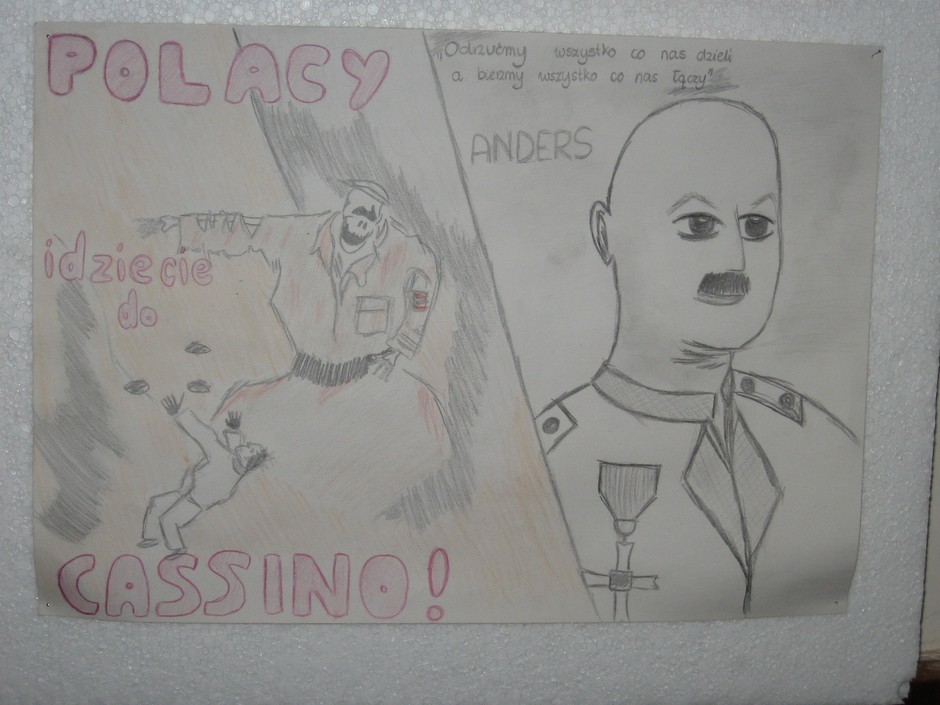 POLACY
idziecie
do
CASSINO!
„Odrzućmy wszystko co nas dzieli
a bierzmy wszystko co nas łączy"
ANDERS